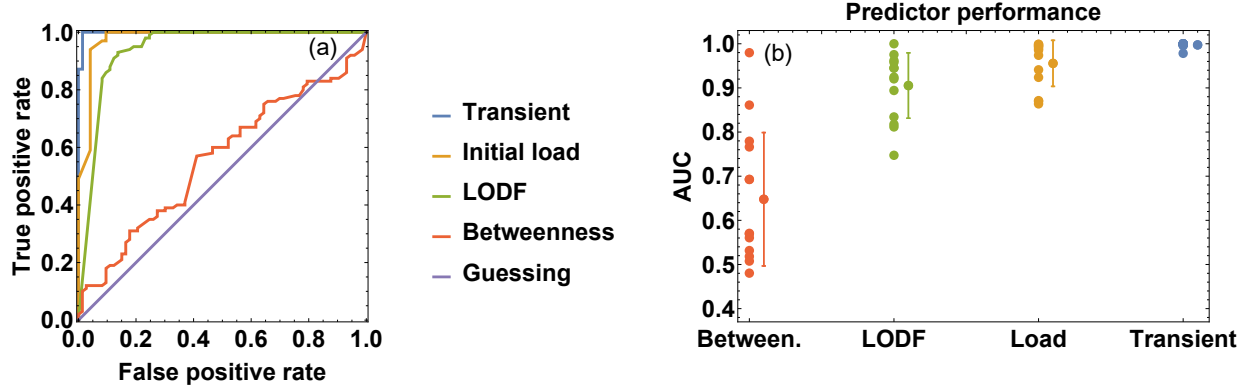 (a)
1.0
0.8
0.6
0.4
0.2
0.0
0.0 0.2 0.4 0.6 0.8 1.0
True positive rate
False positive rate
Transient
Initial load
LODF
Betweenness
Guessing
Predictor performance
(b)
1.0
0.9
0.8
0.7
0.6
0.5
0.4
AUC
Between. LODF Load Transient